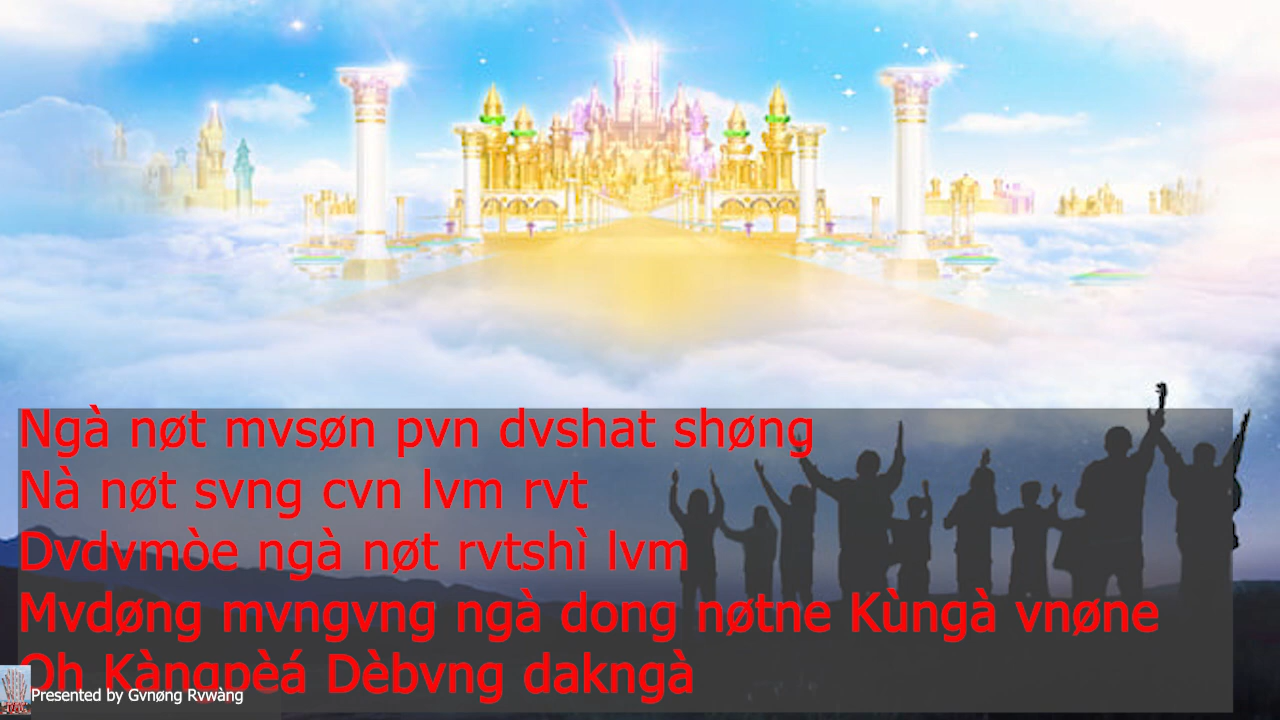 Ngà nøt mvsøn pvn dvshat shøng
Nà nøt svng cvn lvm rvt
Dvdvmòe ngà nøt rvtshì lvm
Mvdøng mvngvng ngà dong nøtne Kùngà vnøne
Oh Kàngpèá Dèbvng dakngà
Presented by Gvnøng Rvwàng